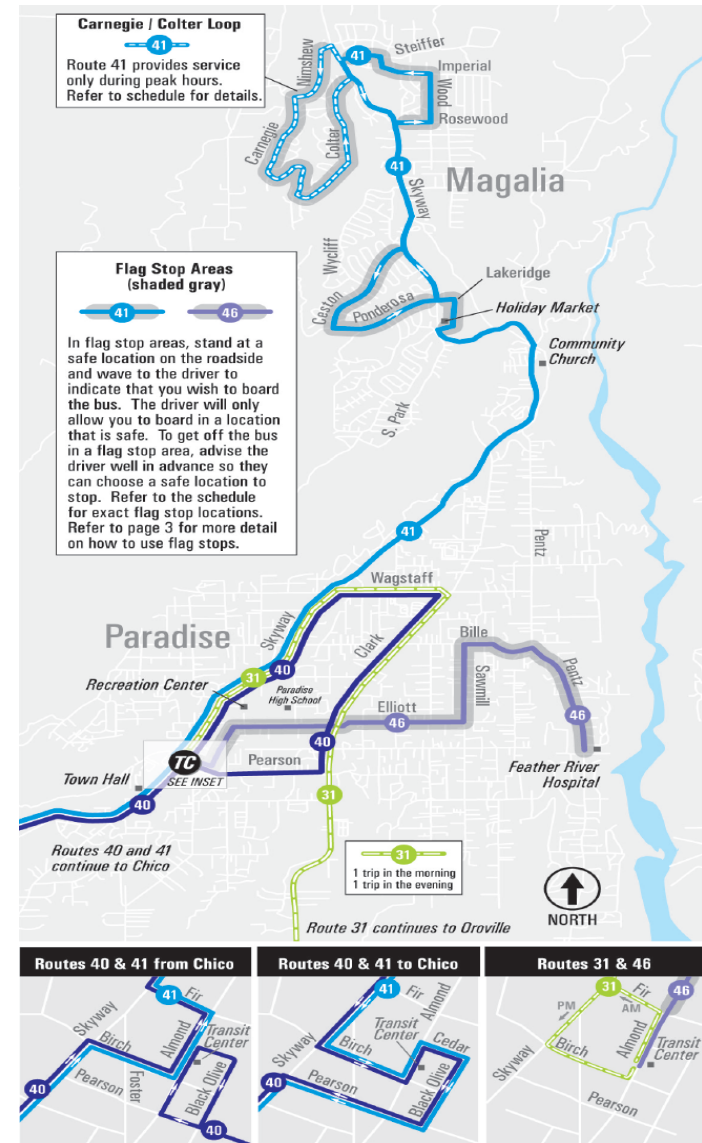 Carnegie / Colter Loop
41
Route 41 provides service
only during peak hours.
Refer to schedule for details.
Nimshew
41
Steiffer
Imperial
Wood
Rosewood
Carnegie
Colter
41
Skyway
Magalia
Flag Stop Areas
(shaded gray)
41
46
In flag stop areas, stand at a
safe location on the roadside
and wave to the driver to
indicate that you wish to board
the bus. The driver will only
allow you to board in a location
that is safe. To get off the bus
in a flag stop area, advise the
driver well in advance so they
can choose a safe location to
stop. Refer to the schedule
for exact flag stop locations.
Refer to page 3 for more detail
on how to use flag stops.
Wycliff
Lakeridge
Ceston
Ponderosa
Holiday Market
Community
Church
S. Park
41
Pentz
Wagstaff
Paradise
Skyway
Clark
Bille
31
40
Recreation Center
Paradise
High School
Sawmill
Pentz
Elliott
46
46
40
Pearson
TC
SEE INSET
Town Hall
40
Feather River
Hospital
31
Routes 40 and 41
continue to Chico
31
1 trip in the morning
1 trip in the evening
NORTH
Route 31 continues to Oroville
Routes 40 & 41 from Chico
41
Fir
Skyway
Birch
Almond
Transit
Center
Pearson
Foster
Black Olive
40
40
Routes 40 & 41 to Chico
41
Fir
Almond
Skyway
Transit
Center
Birch
Cedar
Pearson
Black Olive
40
Routes 31 & 46
31
46
Fir
PM
AM
Almond
Birch
Transit
Center
Skyway
Pearson